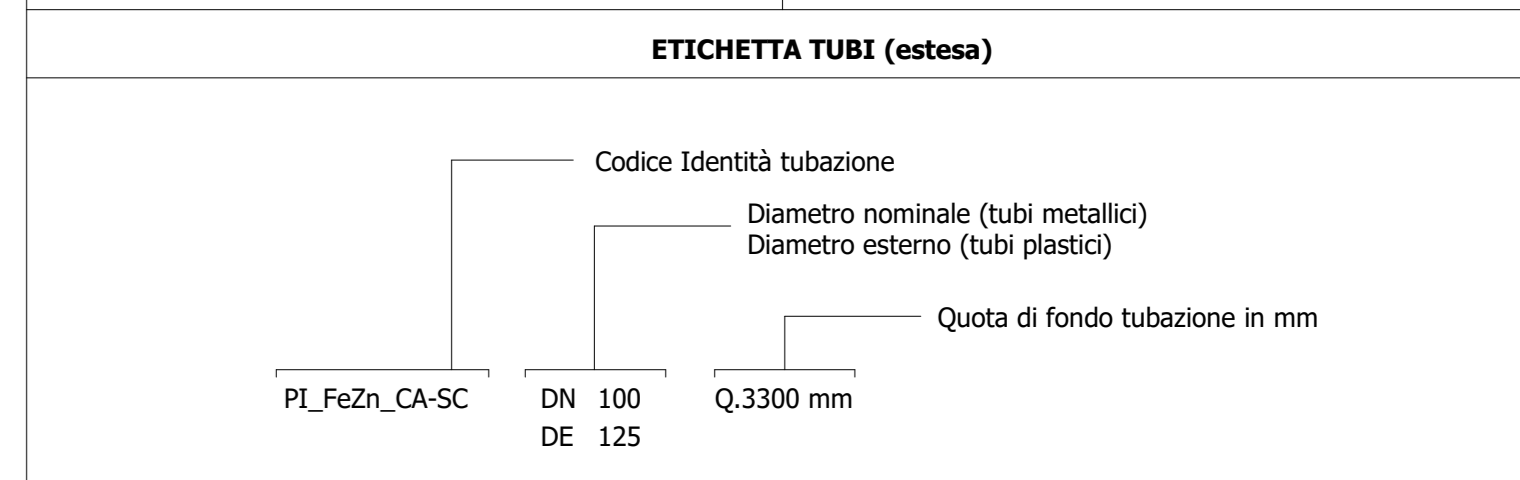 ETICHETTA TUBI (estesa)
Codice Identità tubazione
Diametro nominale (tubi metallici)
Diametro esterno (tubi plastici)
Quota di fondo tubazione in mm
PI_FeZn_CA-SC DN 100 Q.3300 mm
DE 125